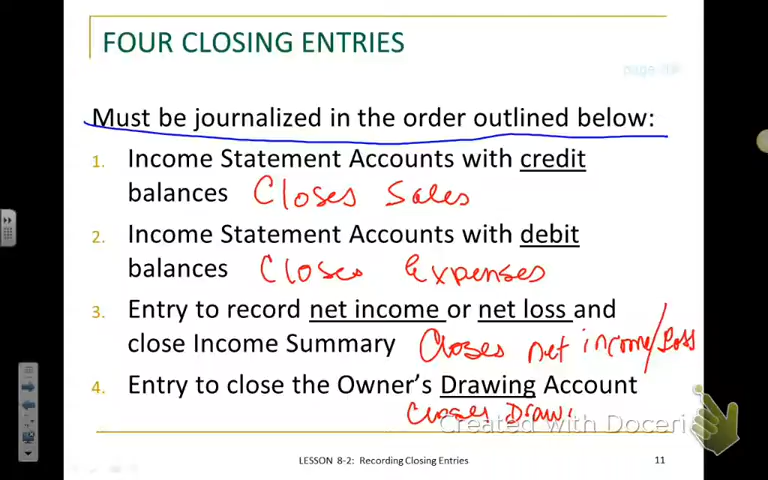 FOUR CLOSING ENTRIES
Must be journalized in the order outlined below:
1. Income Statement Accounts with credit
balances Closes Sales
2. Income Statement Accounts with debit
balances Closes Expenses
3. Entry to record net income or net loss and
close Income Summary Closes net income/Loss
4. Entry to close the Owner's Drawing Account
Closes Draw
Created with Doceri
LESSON 8-2: Recording Closing Entries 11